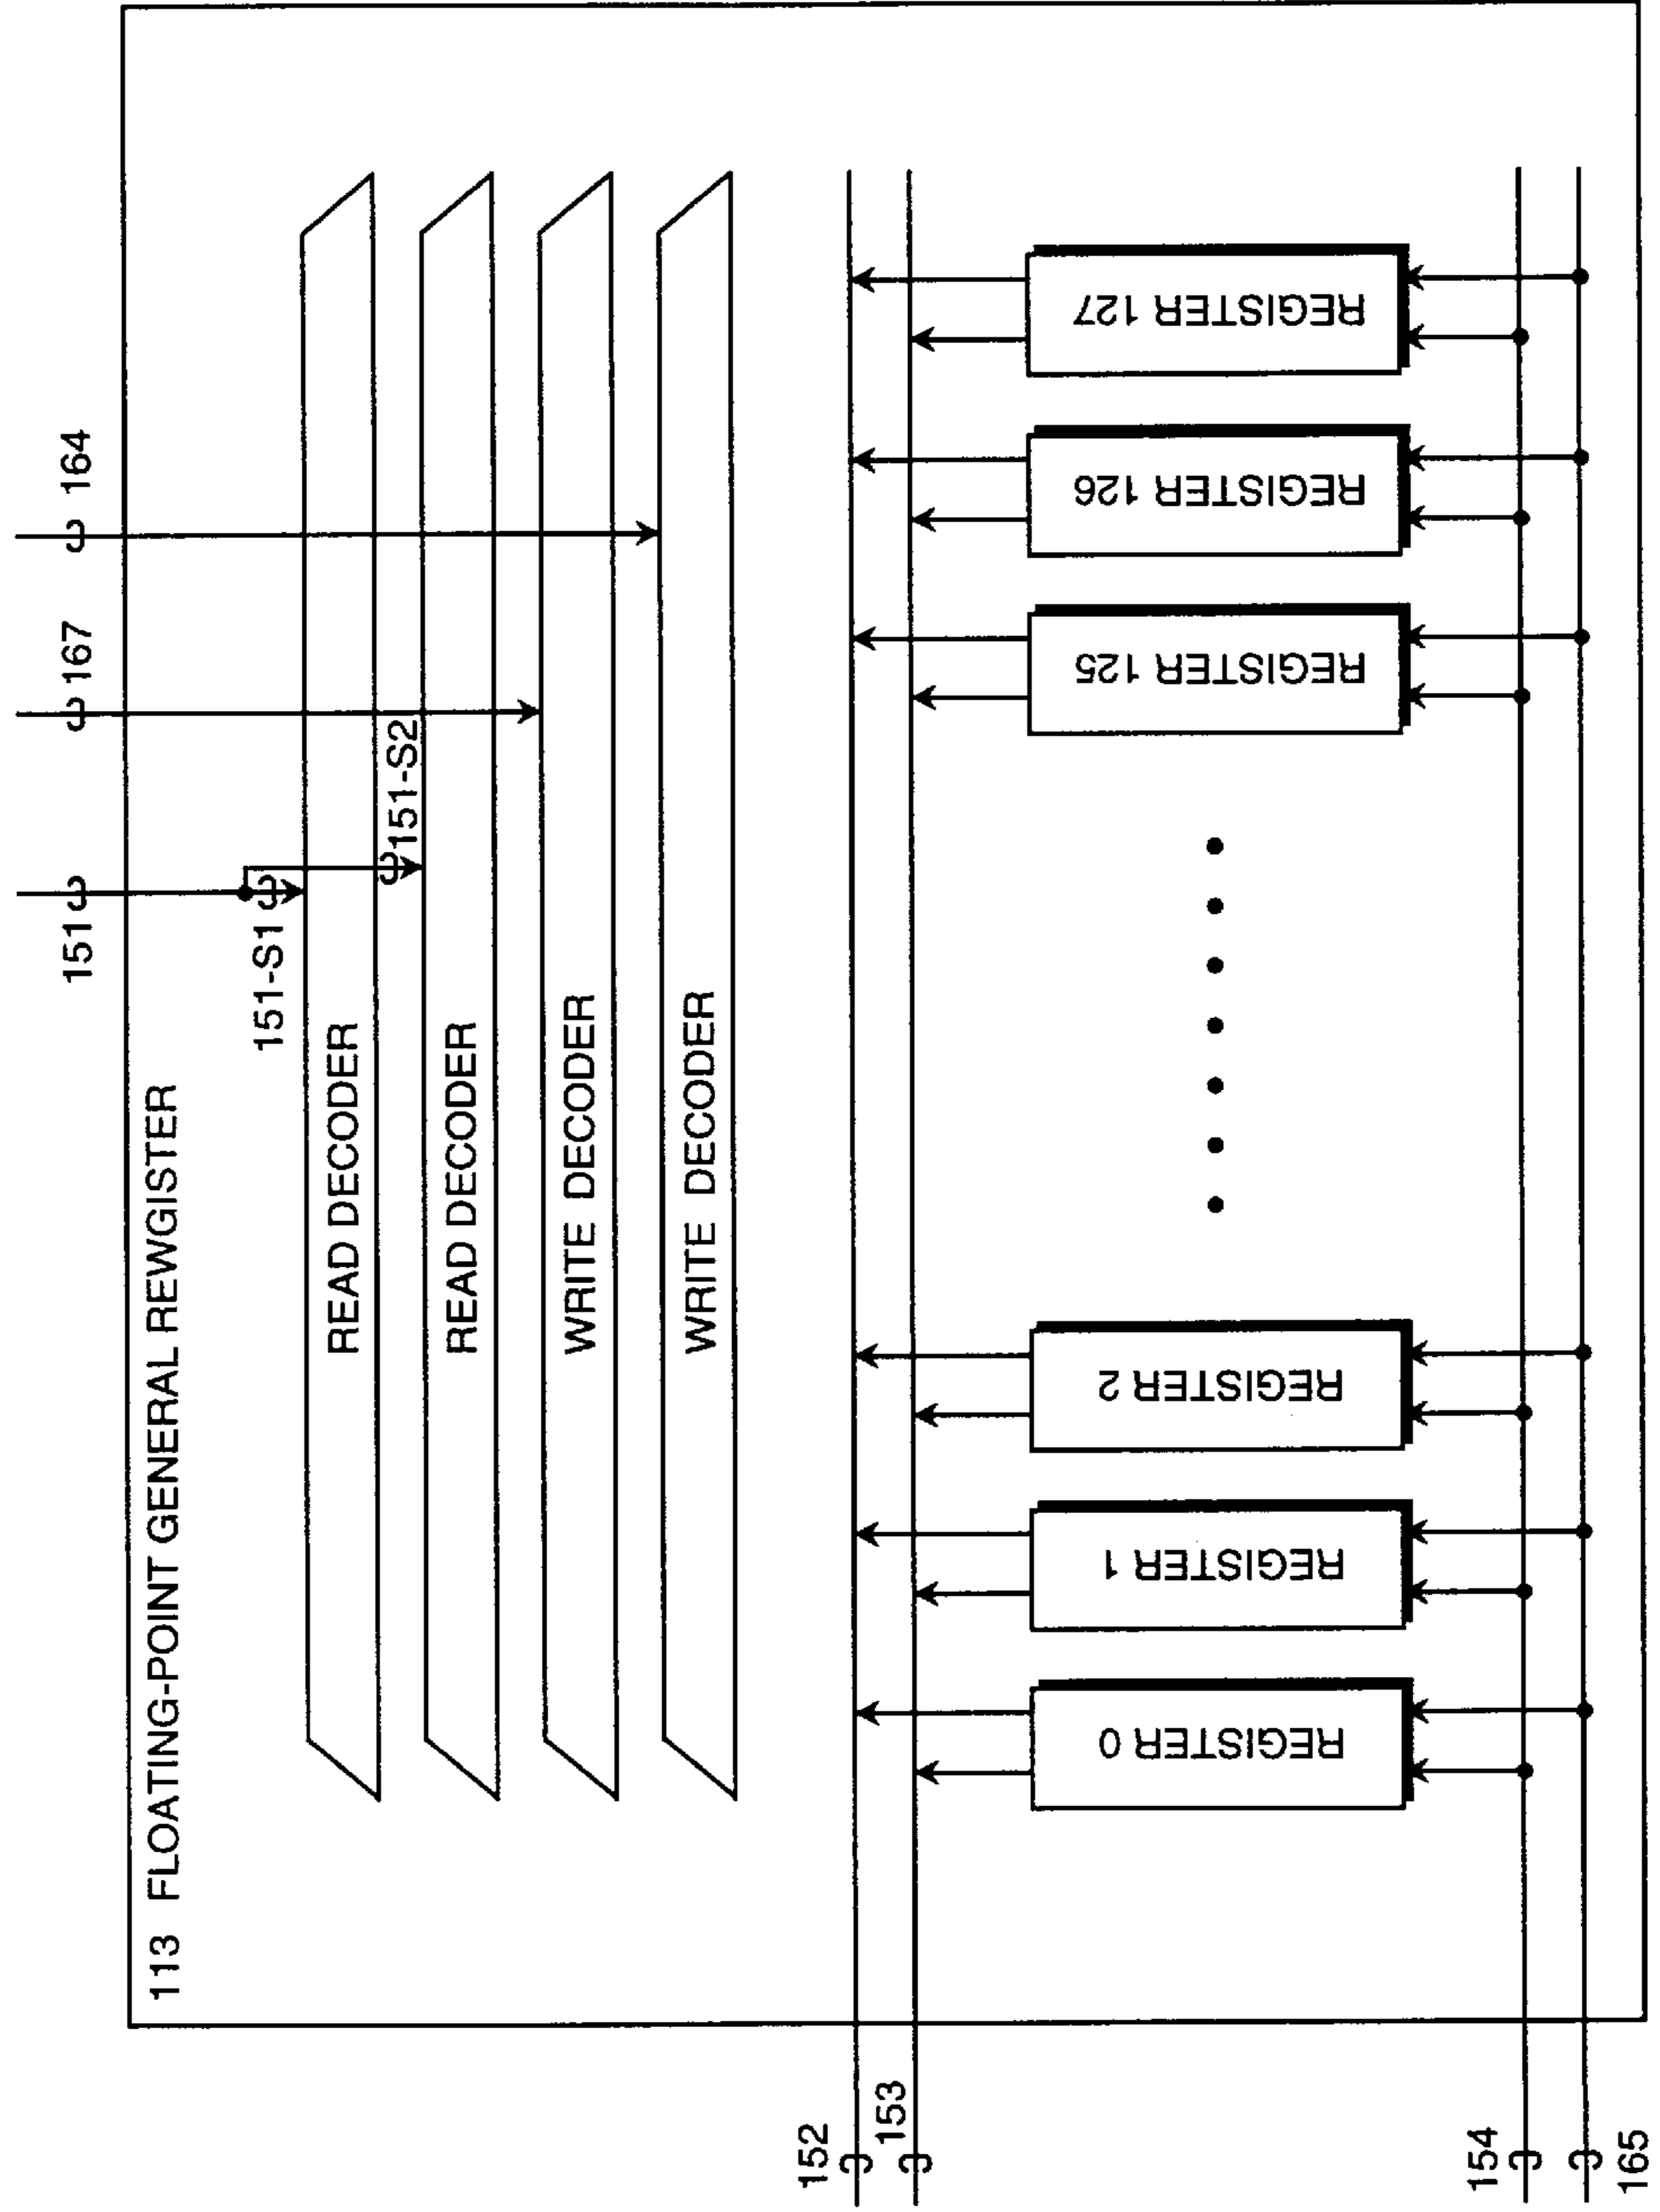 151
167
164
113 FLOATING-POINT GENERAL REWGISTER
151-S1
READ DECODER
151-S2
READ DECODER
WRITE DECODER
WRITE DECODER
152
153
REGISTER 0
REGISTER 1
REGISTER 2
REGISTER 125
REGISTER 126
REGISTER 127
154
165